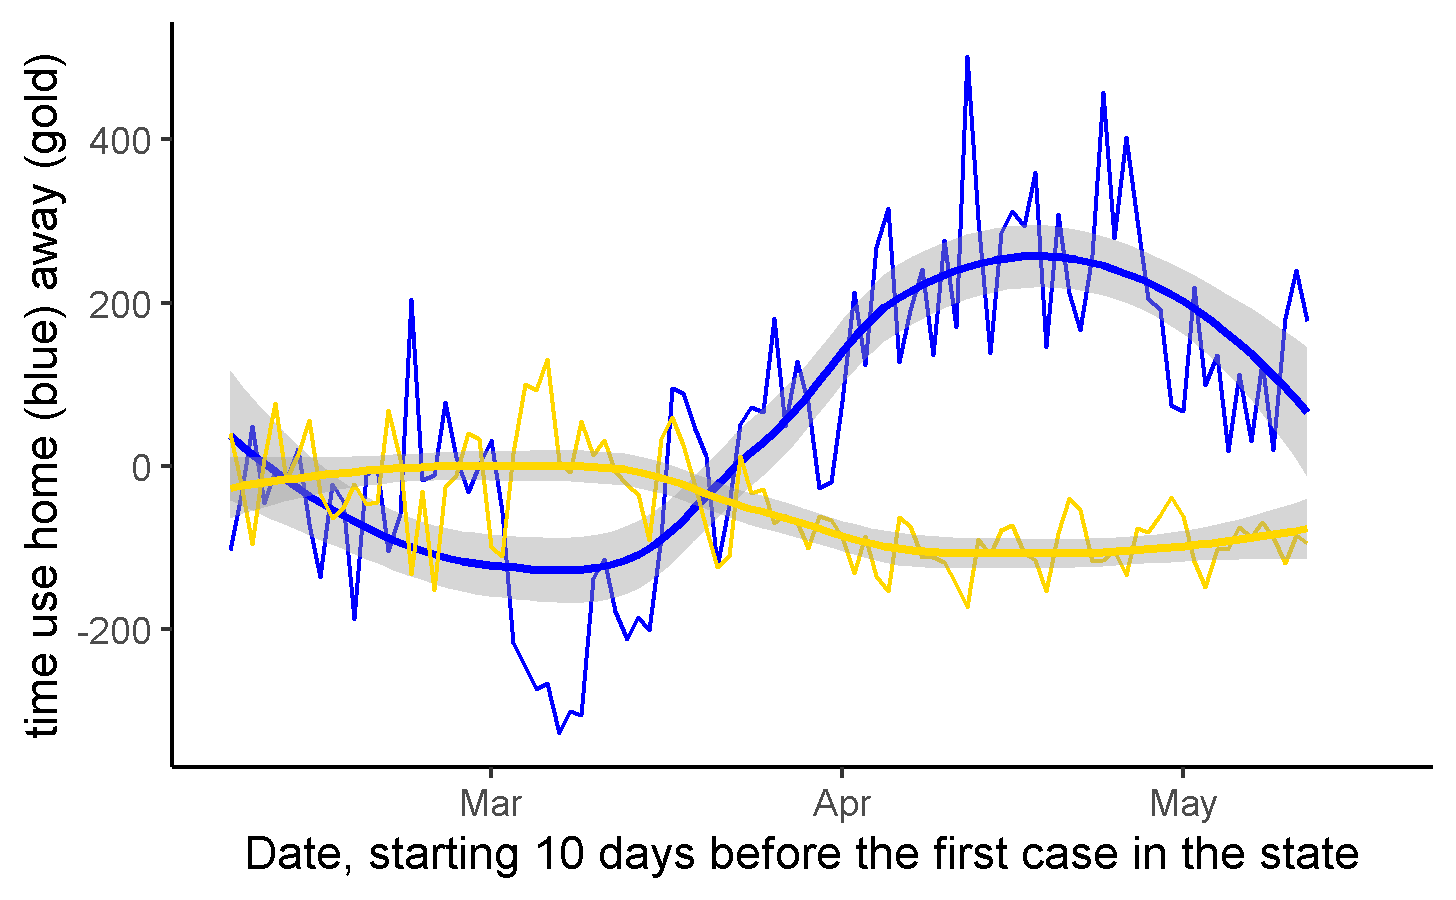 time use home (blue) away (gold)
400
200
0
-200
Mar Apr May
Date, starting 10 days before the first case in the state